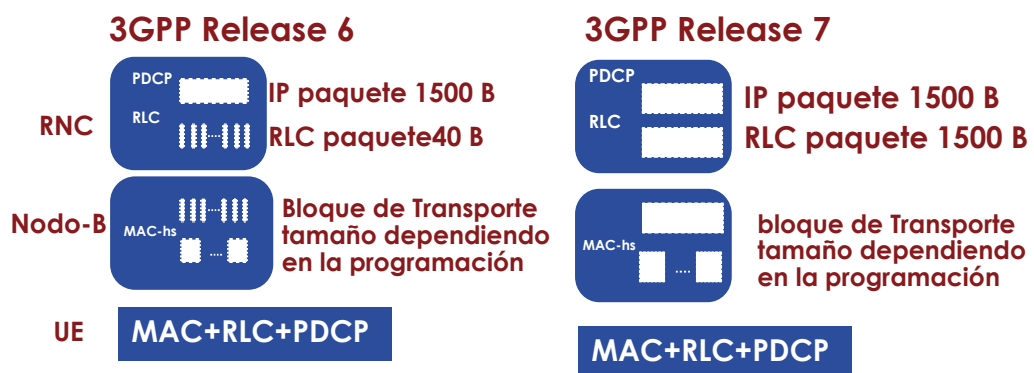 3GPP Release 6
RNC
PDCP
IP paquete 1500 B
RLC
RLC paquete40 B
Nodo-B
MAC-hs
....
Bloque de Transporte
tamaño dependiendo
en la programación
UE
MAC+RLC+PDCP
3GPP Release 7
PDCP
IP paquete 1500 B
RLC
RLC paquete 1500 B
MAC-hs
....
bloque de Transporte
tamaño dependiendo
en la programación
MAC+RLC+PDCP